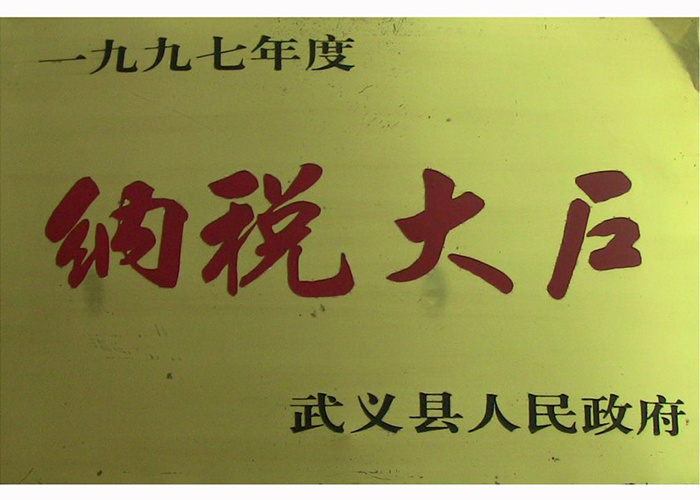 一九九七年度
纳税大户
武义县人民政府